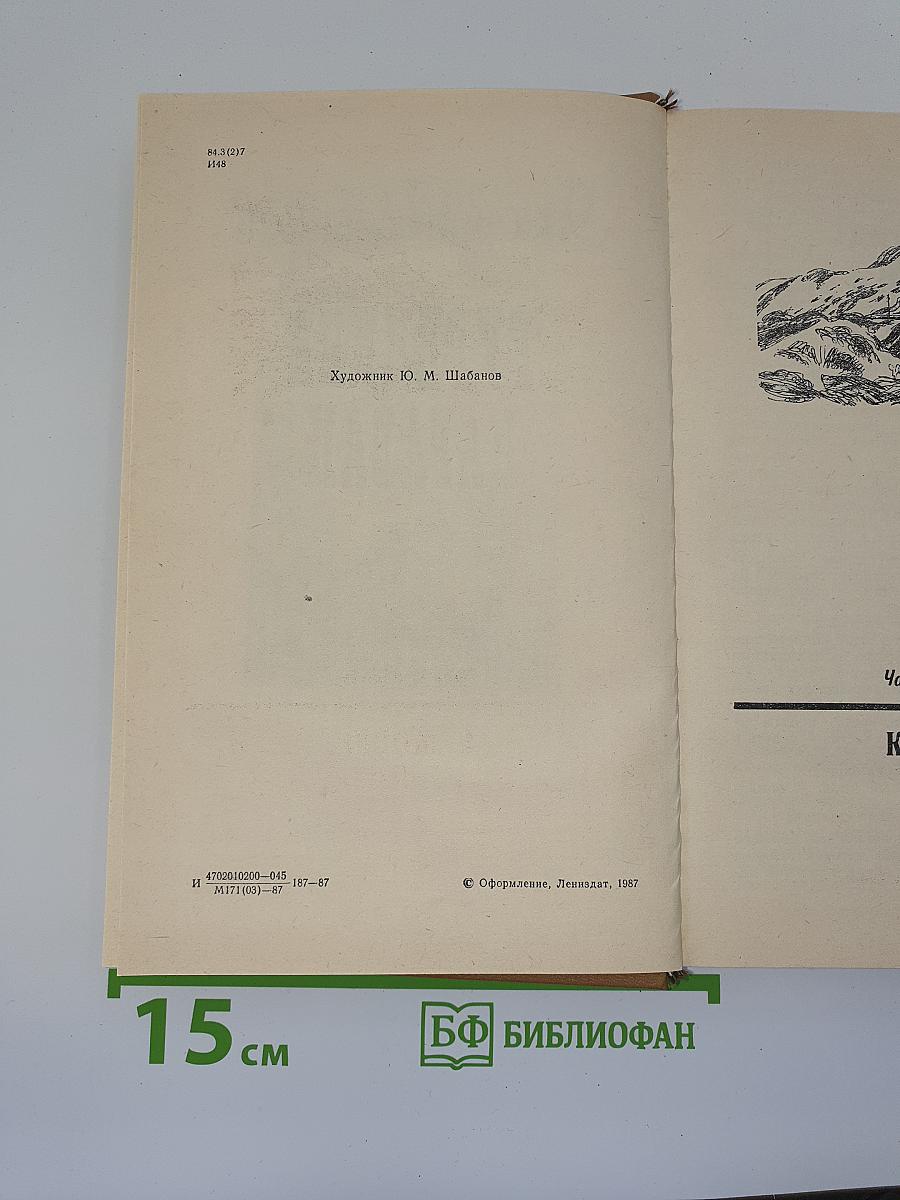 84.3(2)7
И48
Художник Ю. М. Шабанов
И 4702010200—045
М171(03)—87 187—87
© Оформление, Лениздат, 1987
Ча
К
15 см
БФ БИБЛИОФАН